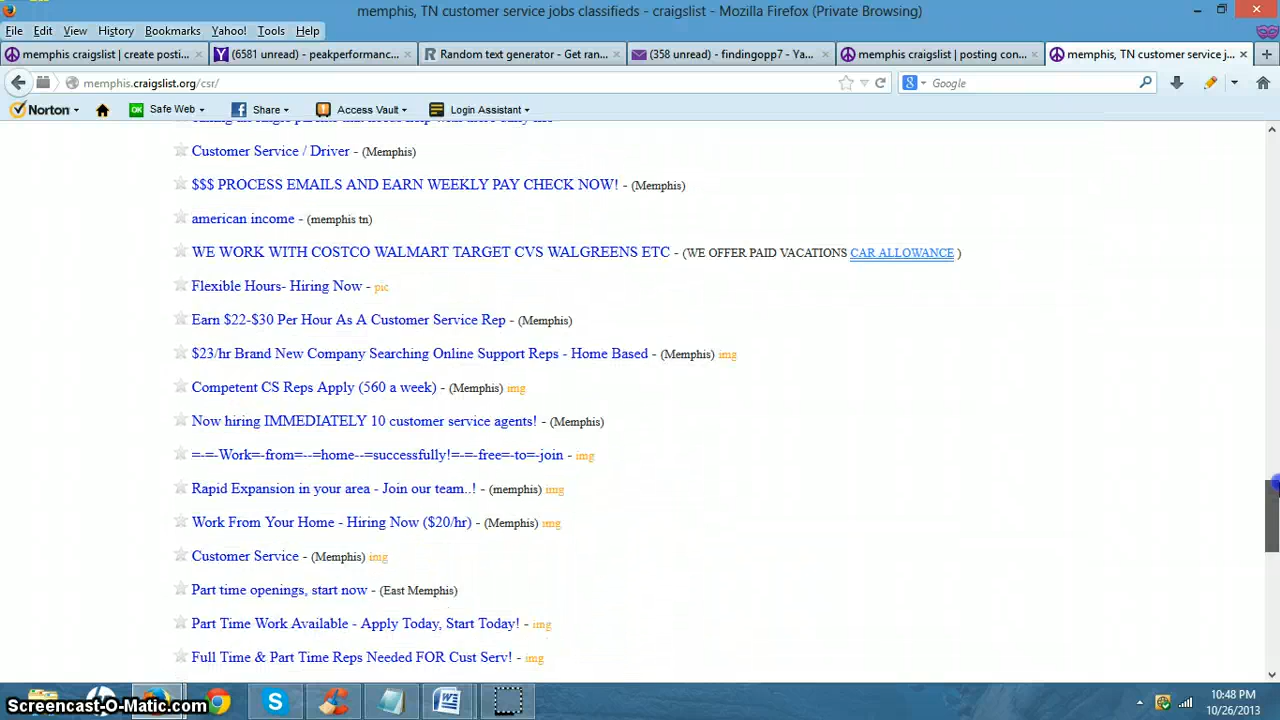 memphis, TN customer service jobs classifieds - craigslist - Mozilla Firefox (Private Browsing)
File Edit View History Bookmarks Yahoo! Tools Help
memphis craigslist | create posti...
(6581 unread) - peakperformanc...
Random text generator - Get ran...
(358 unread) - findingopp7 - Ya...
memphis craigslist | posting con...
memphis, TN customer service j...
memphis.craigslist.org/csr/
Google
Norton
Safe Web
Share
Access Vault
Login Assistant
Customer Service / Driver - (Memphis)
$$$ PROCESS EMAILS AND EARN WEEKLY PAY CHECK NOW! - (Memphis)
american income - (memphis tn)
WE WORK WITH COSTCO WALMART TARGET CVS WALGREENS ETC - (WE OFFER PAID VACATIONS CAR ALLOWANCE )
Flexible Hours- Hiring Now - pic
Earn $22-$30 Per Hour As A Customer Service Rep - (Memphis)
$23/hr Brand New Company Searching Online Support Reps - Home Based - (Memphis) img
Competent CS Reps Apply (560 a week) - (Memphis) img
Now hiring IMMEDIATELY 10 customer service agents! - (Memphis)
=-=-Work=-from=--=home--=successfully!=-=-free=-to=-join - img
Rapid Expansion in your area - Join our team..! - (memphis) img
Work From Your Home - Hiring Now ($20/hr) - (Memphis) img
Customer Service - (Memphis) img
Part time openings, start now - (East Memphis)
Part Time Work Available - Apply Today, Start Today! - img
Full Time & Part Time Reps Needed FOR Cust Serv! - img
Screencast-O-Matic.com
10:48 PM
10/26/2013